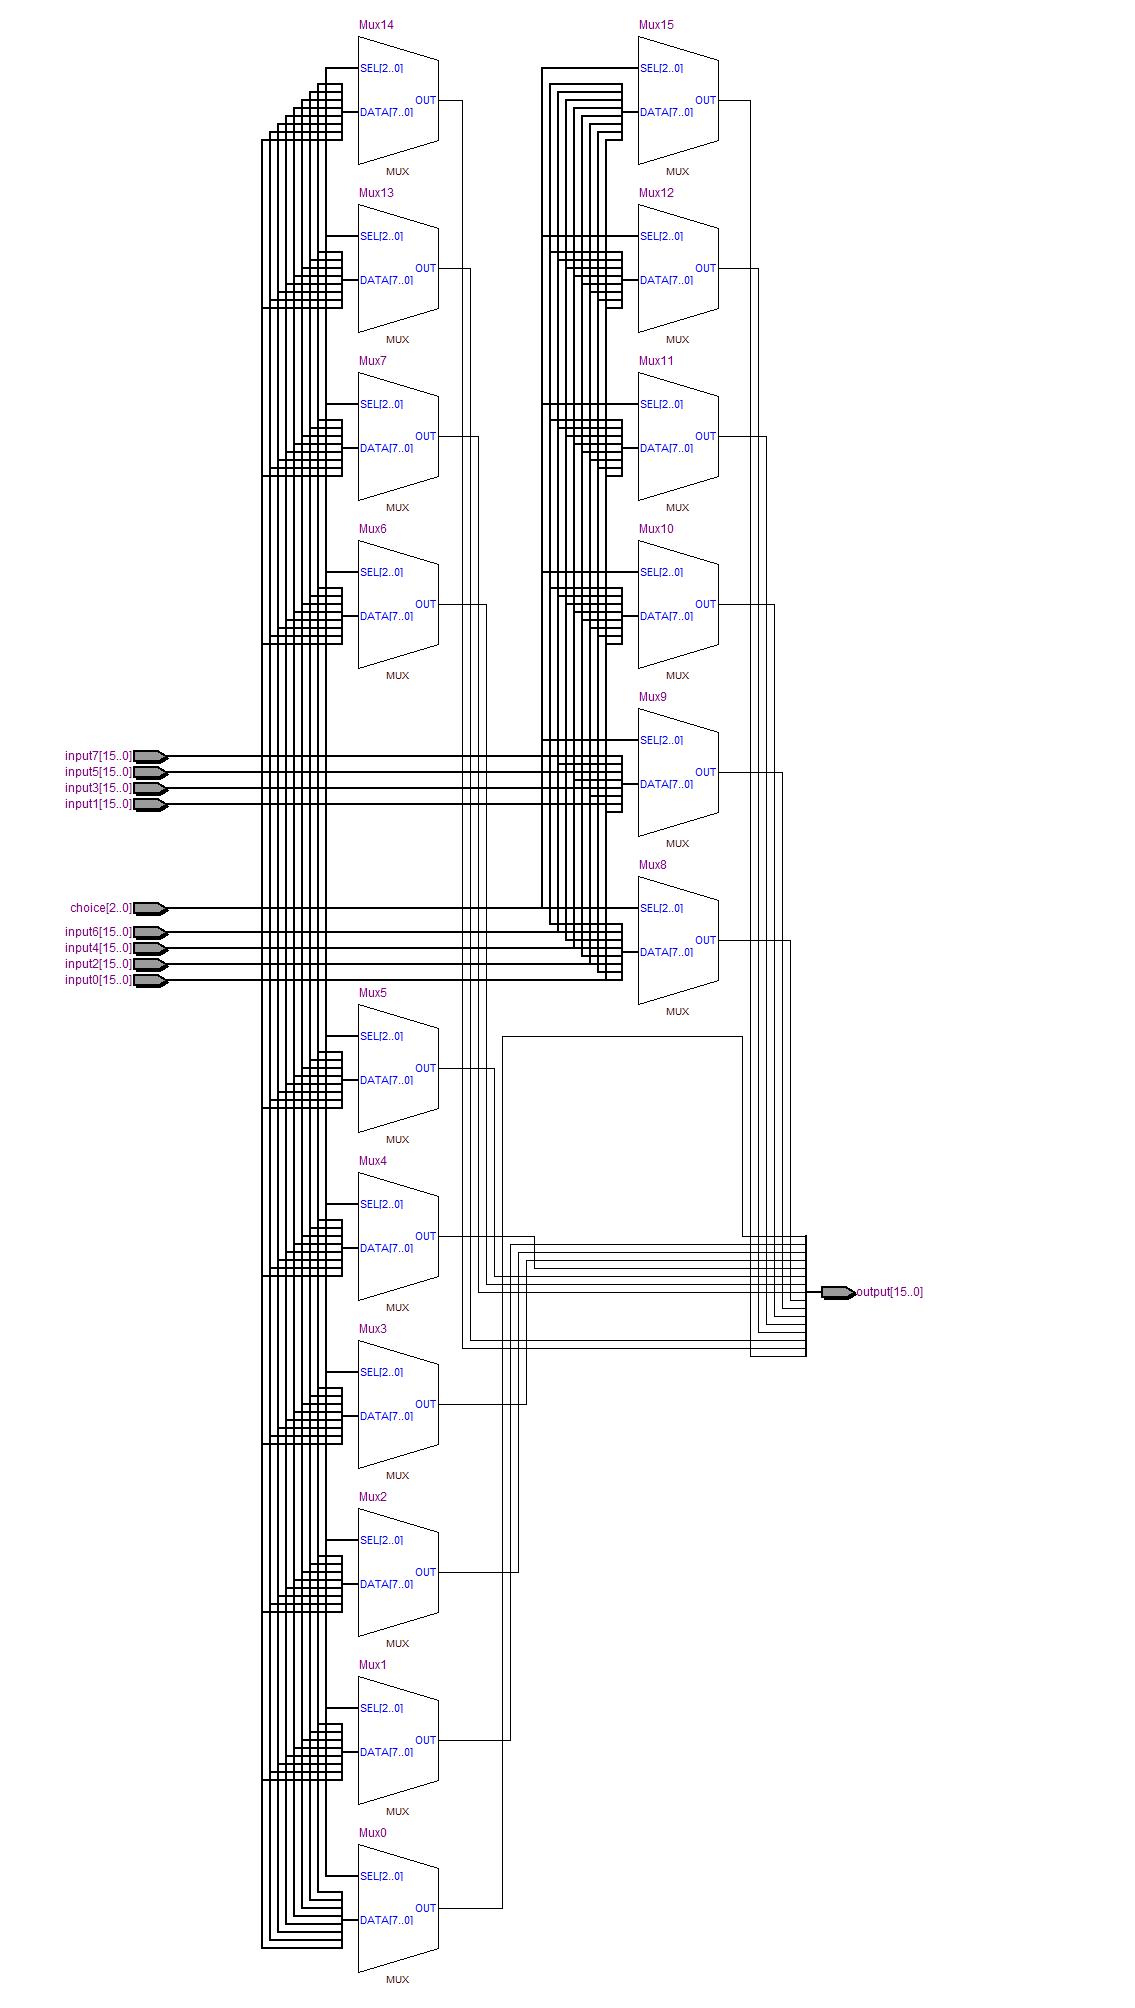 Mux14
SEL[2..0]
OUT
DATA[7..0]
MUX
Mux15
SEL[2..0]
OUT
DATA[7..0]
MUX
Mux13
SEL[2..0]
OUT
DATA[7..0]
MUX
Mux12
SEL[2..0]
OUT
DATA[7..0]
MUX
Mux7
SEL[2..0]
OUT
DATA[7..0]
MUX
Mux11
SEL[2..0]
OUT
DATA[7..0]
MUX
Mux6
SEL[2..0]
OUT
DATA[7..0]
MUX
Mux10
SEL[2..0]
OUT
DATA[7..0]
MUX
Mux9
SEL[2..0]
OUT
DATA[7..0]
MUX
input7[15..0]
input5[15..0]
input3[15..0]
input1[15..0]
Mux8
SEL[2..0]
OUT
DATA[7..0]
MUX
choice[2..0]
input6[15..0]
input4[15..0]
input2[15..0]
input0[15..0]
Mux5
SEL[2..0]
OUT
DATA[7..0]
MUX
Mux4
SEL[2..0]
OUT
DATA[7..0]
MUX
output[15..0]
Mux3
SEL[2..0]
OUT
DATA[7..0]
MUX
Mux2
SEL[2..0]
OUT
DATA[7..0]
MUX
Mux1
SEL[2..0]
OUT
DATA[7..0]
MUX
Mux0
SEL[2..0]
OUT
DATA[7..0]
MUX